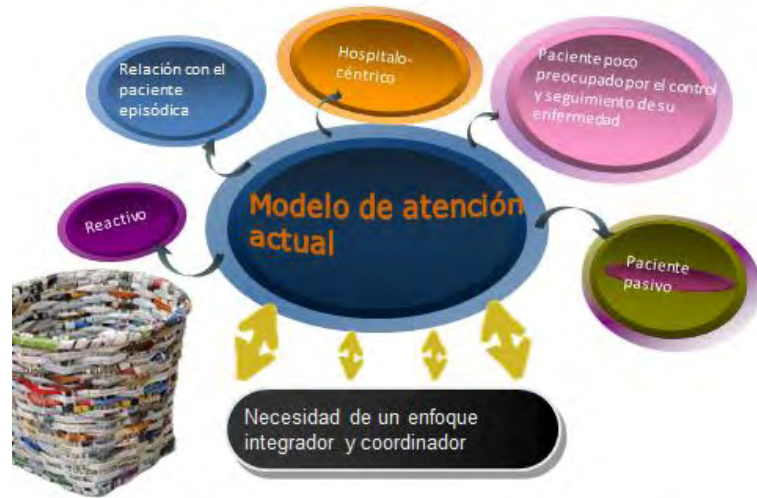 Relación con el
paciente
episódica
Hospitalo-
céntrico
Paciente poco
preocupado por el control
y seguimiento de su
enfermedad
Reactivo
Modelo de atención
actual
Paciente
pasivo
Necesidad de un enfoque
integrador y coordinador